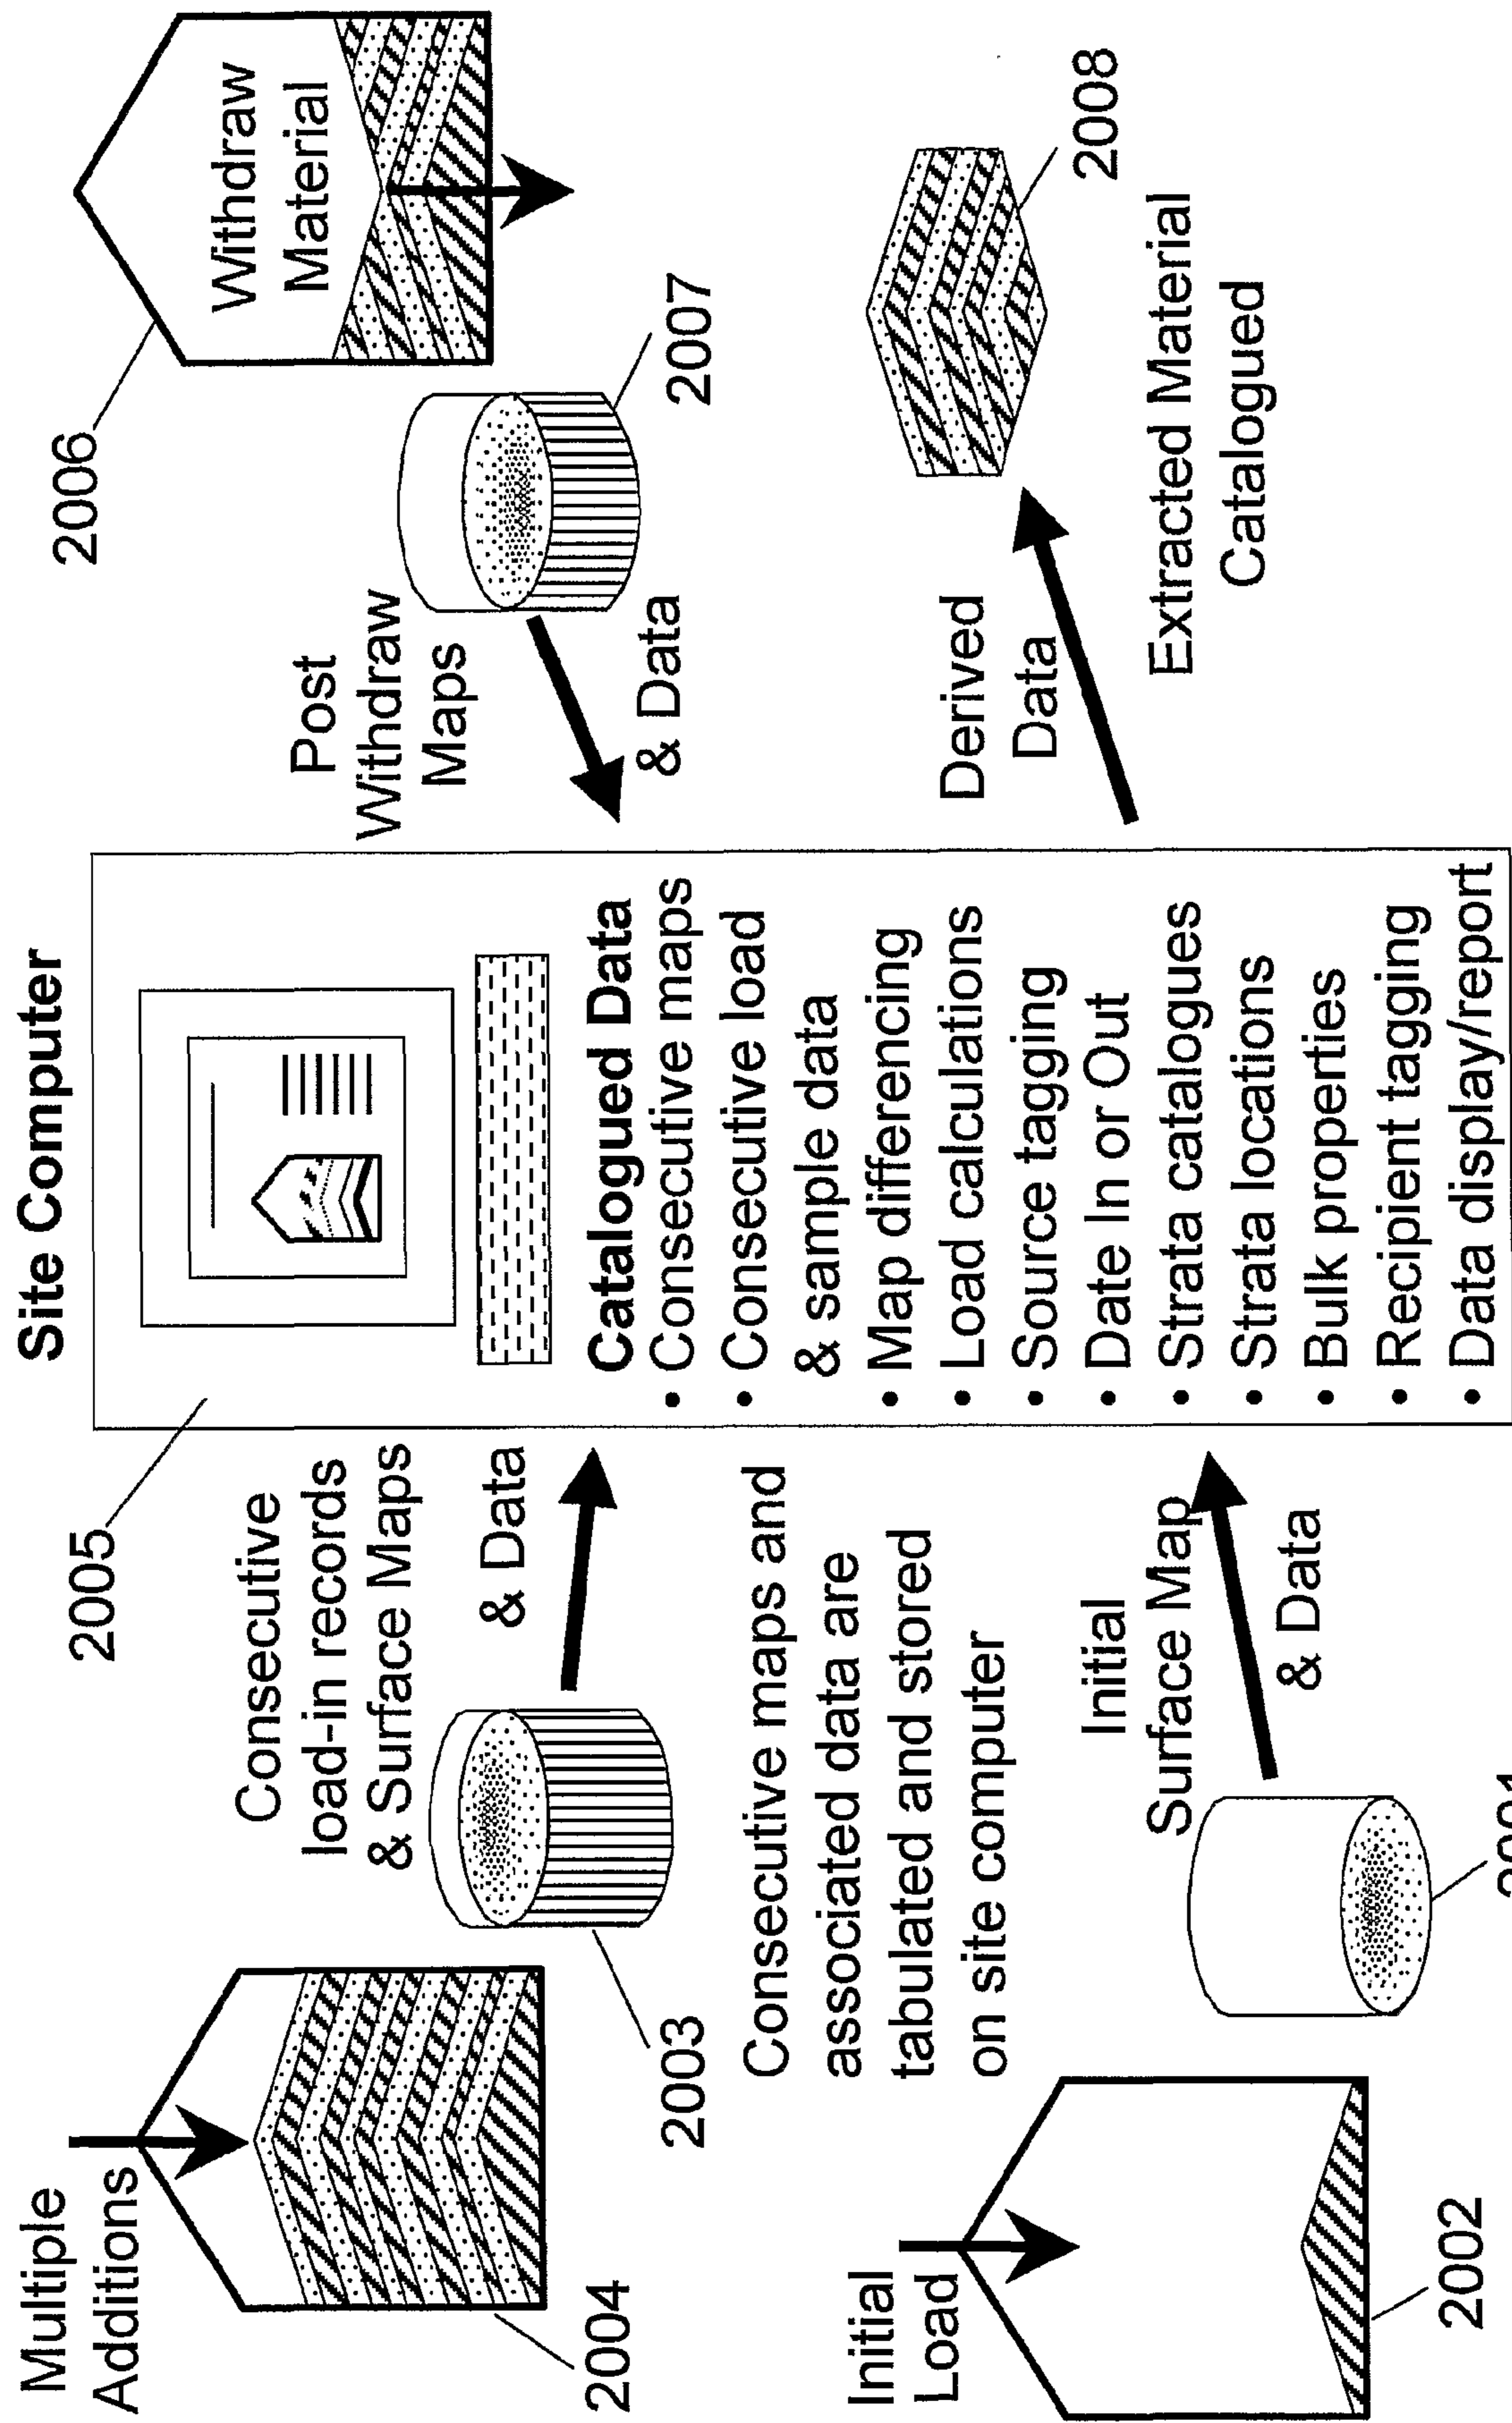 Multiple
Additions
2004
2003
Consecutive
load-in records
& Surface Maps
& Data
Consecutive maps and
associated data are
tabulated and stored
on site computer
Initial
Load
2002
Initial
Surface Map
& Data
2005
Site Computer
Catalogued Data
• Consecutive maps
• Consecutive load
& sample data
• Map differencing
• Load calculations
• Source tagging
• Date In or Out
• Strata catalogues
• Strata locations
• Bulk properties
• Recipient tagging
• Data display/report
2006
Withdraw
Material
Post
Withdraw
Maps
& Data
2007
Derived
Data
2008
Extracted Material
Catalogued